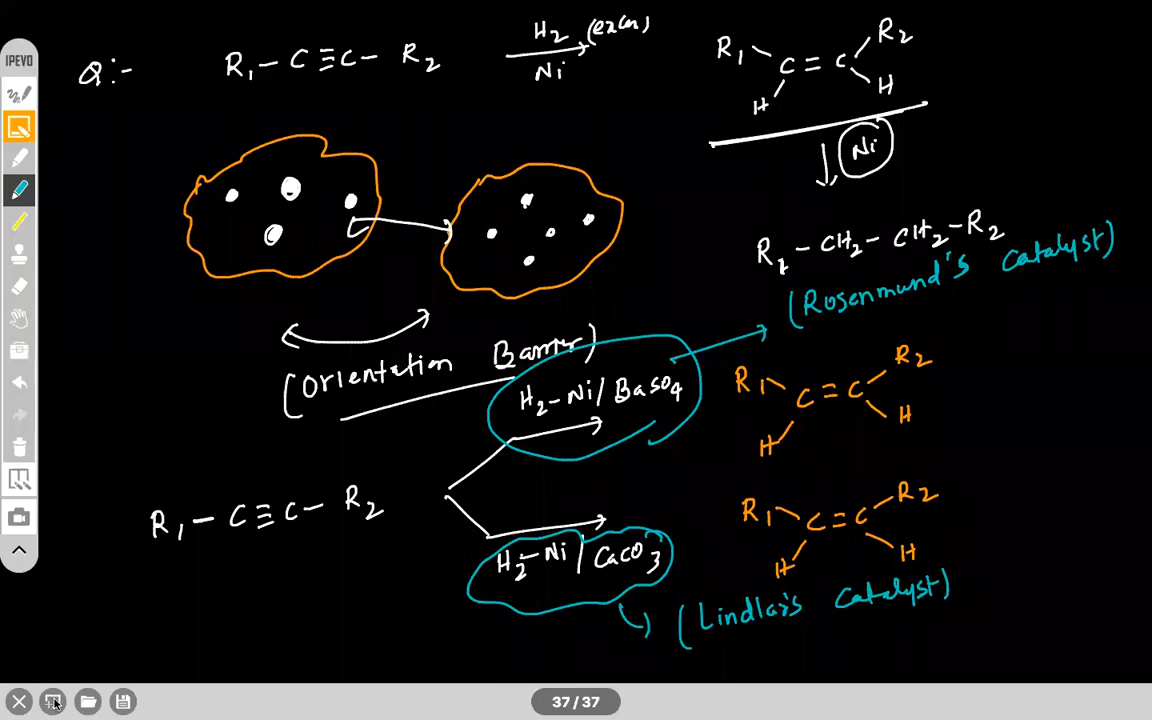 IPEVO
Q:- R₁ – C ≡ C – R₂ H₂ (excess) Ni R₁ C = C R₂ H H
Ni
R₁ – CH₂ – CH₂ – R₂
(Rosenmund's catalyst)
(Orientation Barrier)
H₂–Ni/BaSO₄
R₁ C = C R₂ H H
R₁ – C ≡ C – R₂
H₂–Ni/CaCO₃
R₁ C = C R₂ H H
(Lindlar's catalyst)
37/37